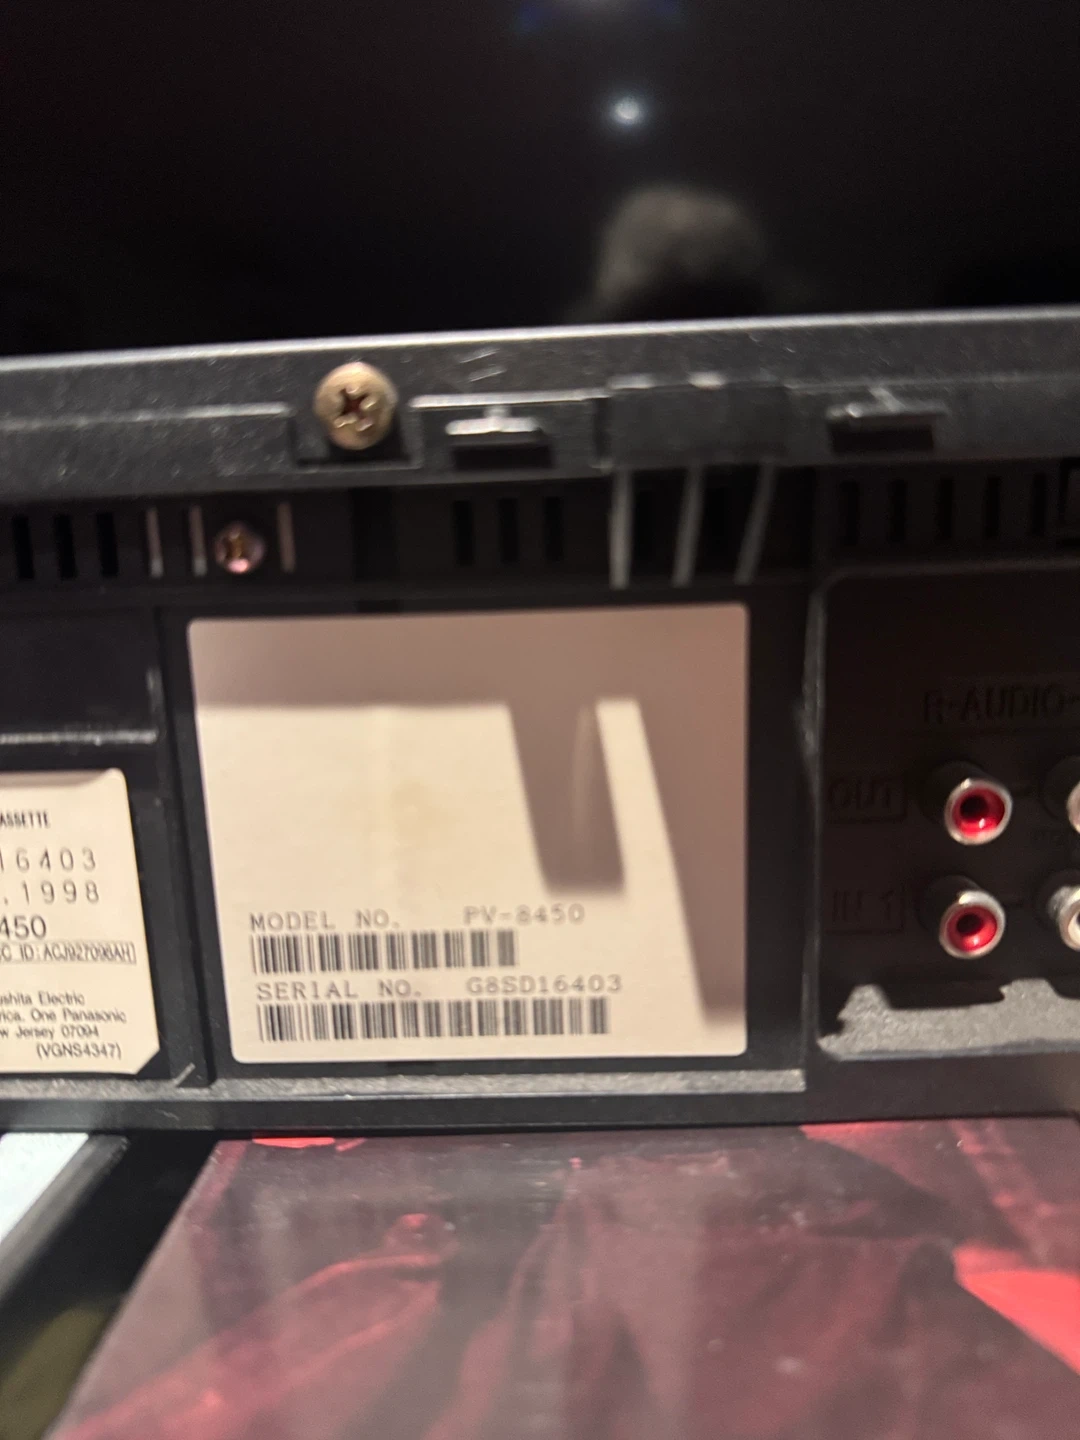 ASSETTE
16403
.1998
450
C ID: ACJ927096AH
shita Electric
rica. One Panasonic
w Jersey 07094
(VGNS4347)
MODEL NO. PV-8450
SERIAL NO. G8SD16403
R-AUDIO-
OUT
IN 1